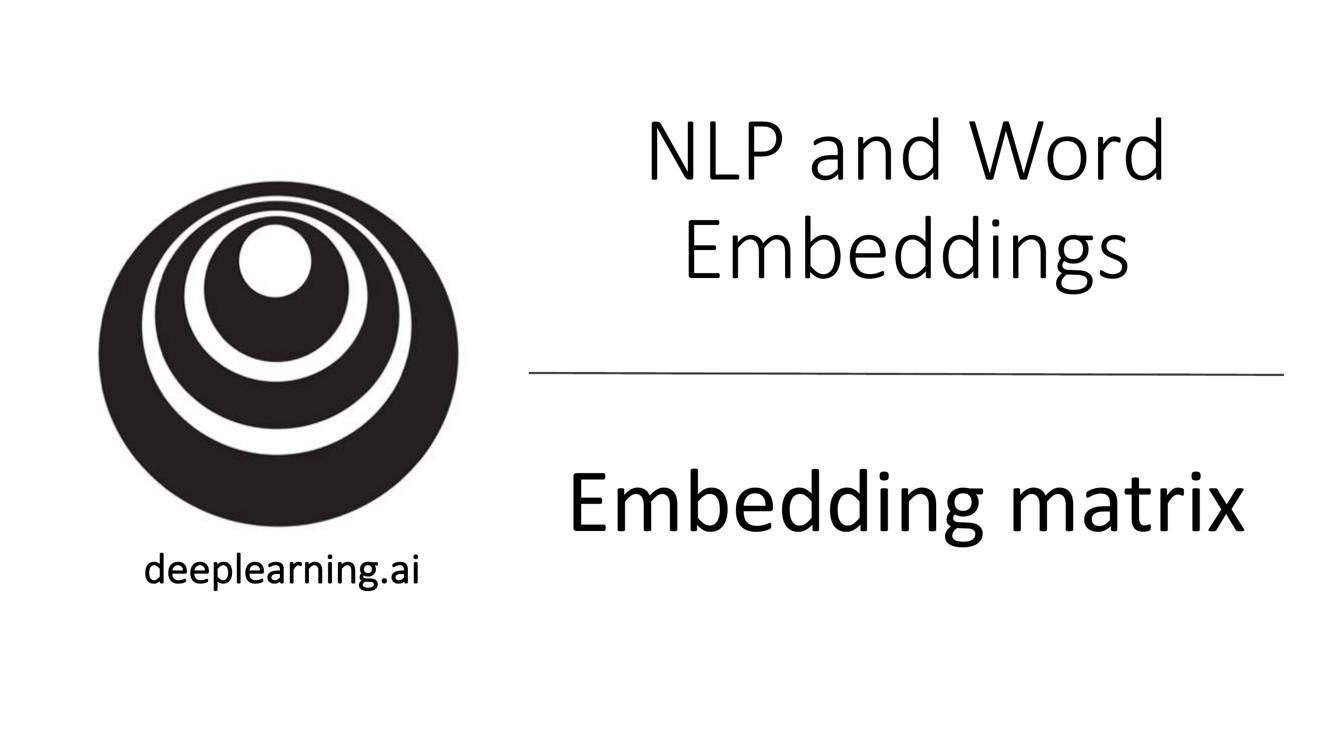 NLP and Word
Embeddings
Embedding matrix
deeplearning.ai